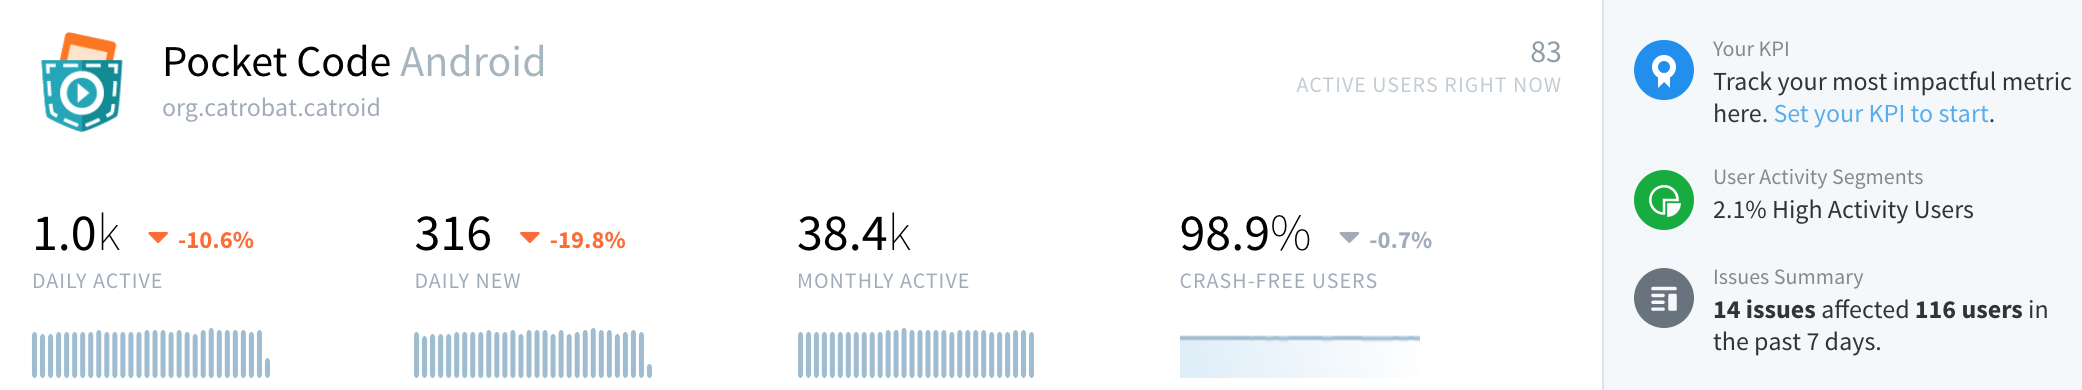 Pocket Code Android
org.catrobat.catroid
83
ACTIVE USERS RIGHT NOW
1.0k -10.6%
DAILY ACTIVE
316 -19.8%
DAILY NEW
38.4k
MONTHLY ACTIVE
98.9% -0.7%
CRASH-FREE USERS
Your KPI
Track your most impactful metric
here. Set your KPI to start.
User Activity Segments
2.1% High Activity Users
Issues Summary
14 issues affected 116 users in
the past 7 days.